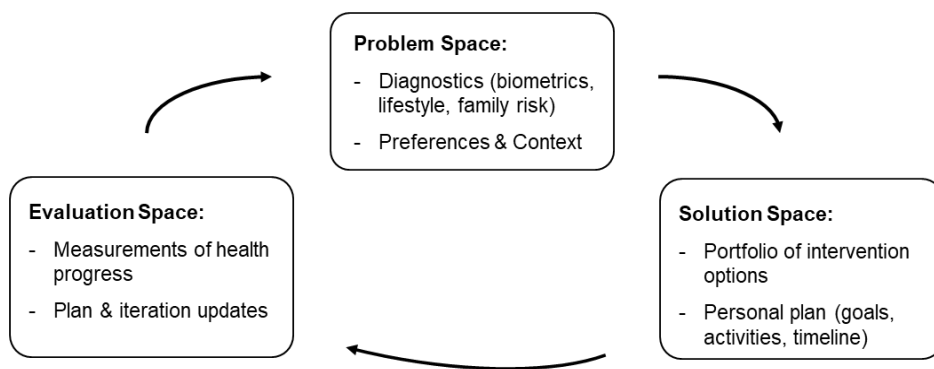 Problem Space:
- Diagnostics (biometrics,
lifestyle, family risk)
- Preferences & Context
Evaluation Space:
- Measurements of health
progress
- Plan & iteration updates
Solution Space:
- Portfolio of intervention
options
- Personal plan (goals,
activities, timeline)